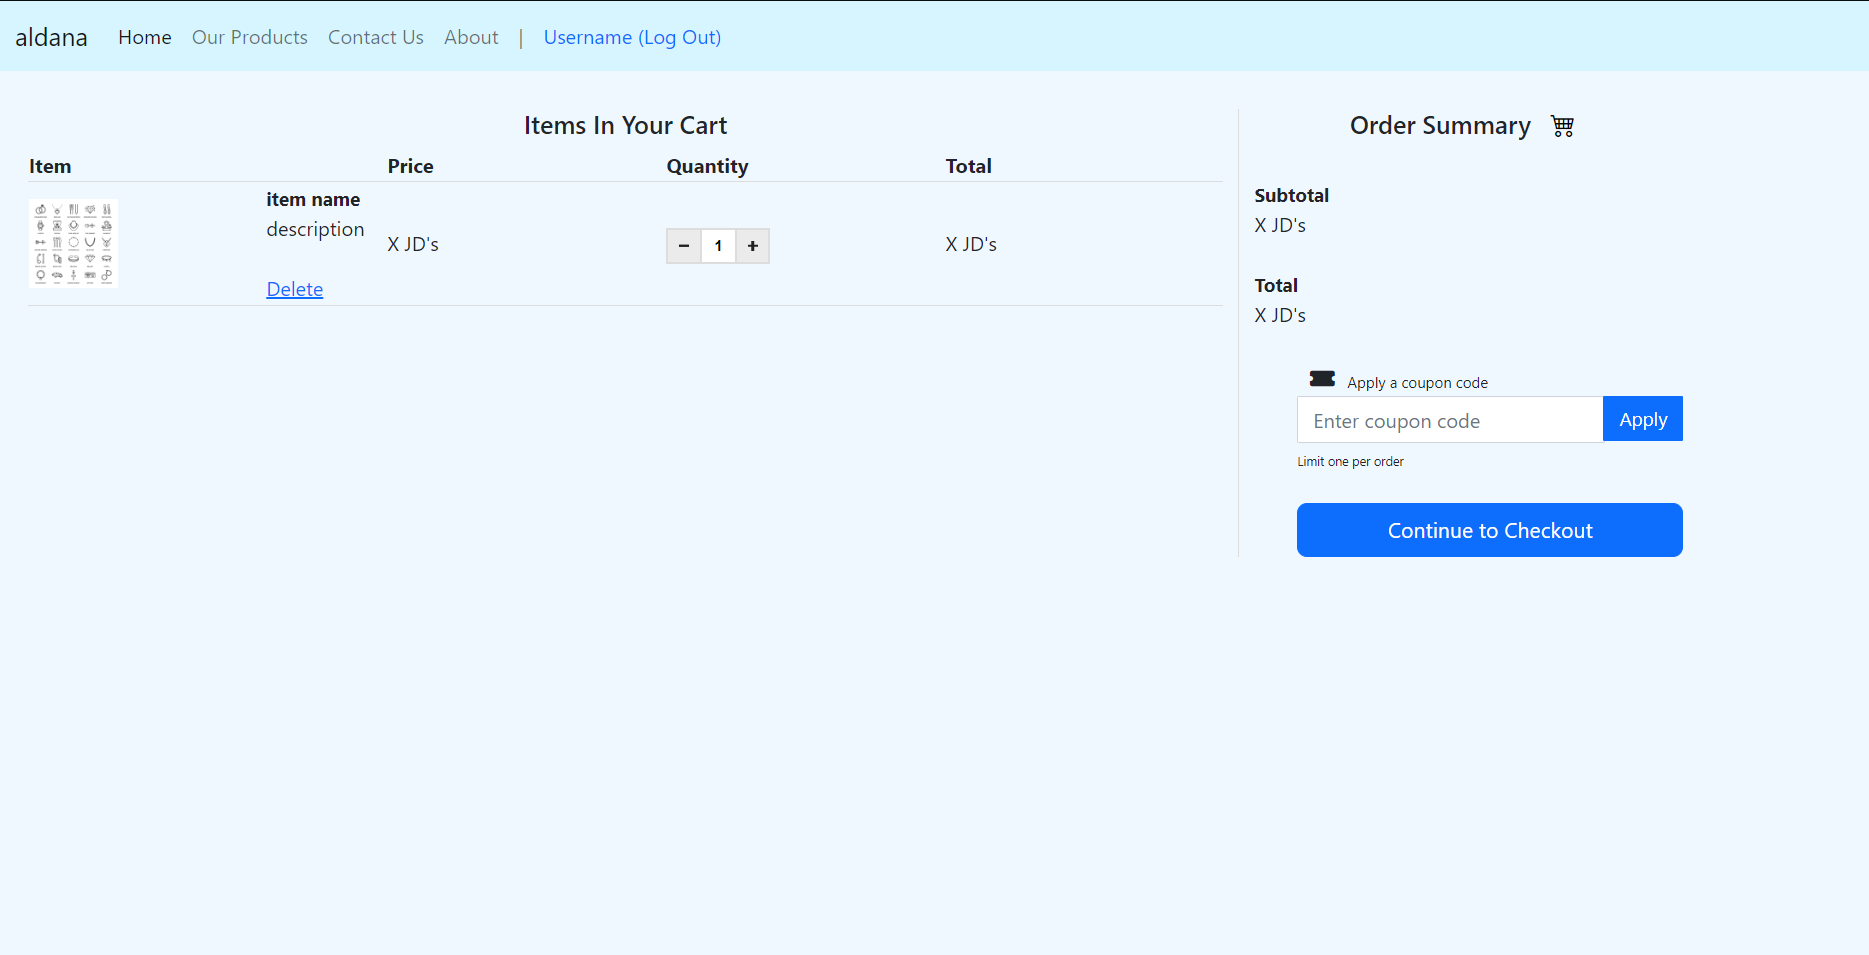 aldana Home Our Products Contact Us About | Username (Log Out)
Items In Your Cart
Item Price Quantity Total
item name
description
X JD's
− 1 +
X JD's
Delete
Order Summary
Subtotal
X JD's
Total
X JD's
Apply a coupon code
Enter coupon code Apply
Limit one per order
Continue to Checkout